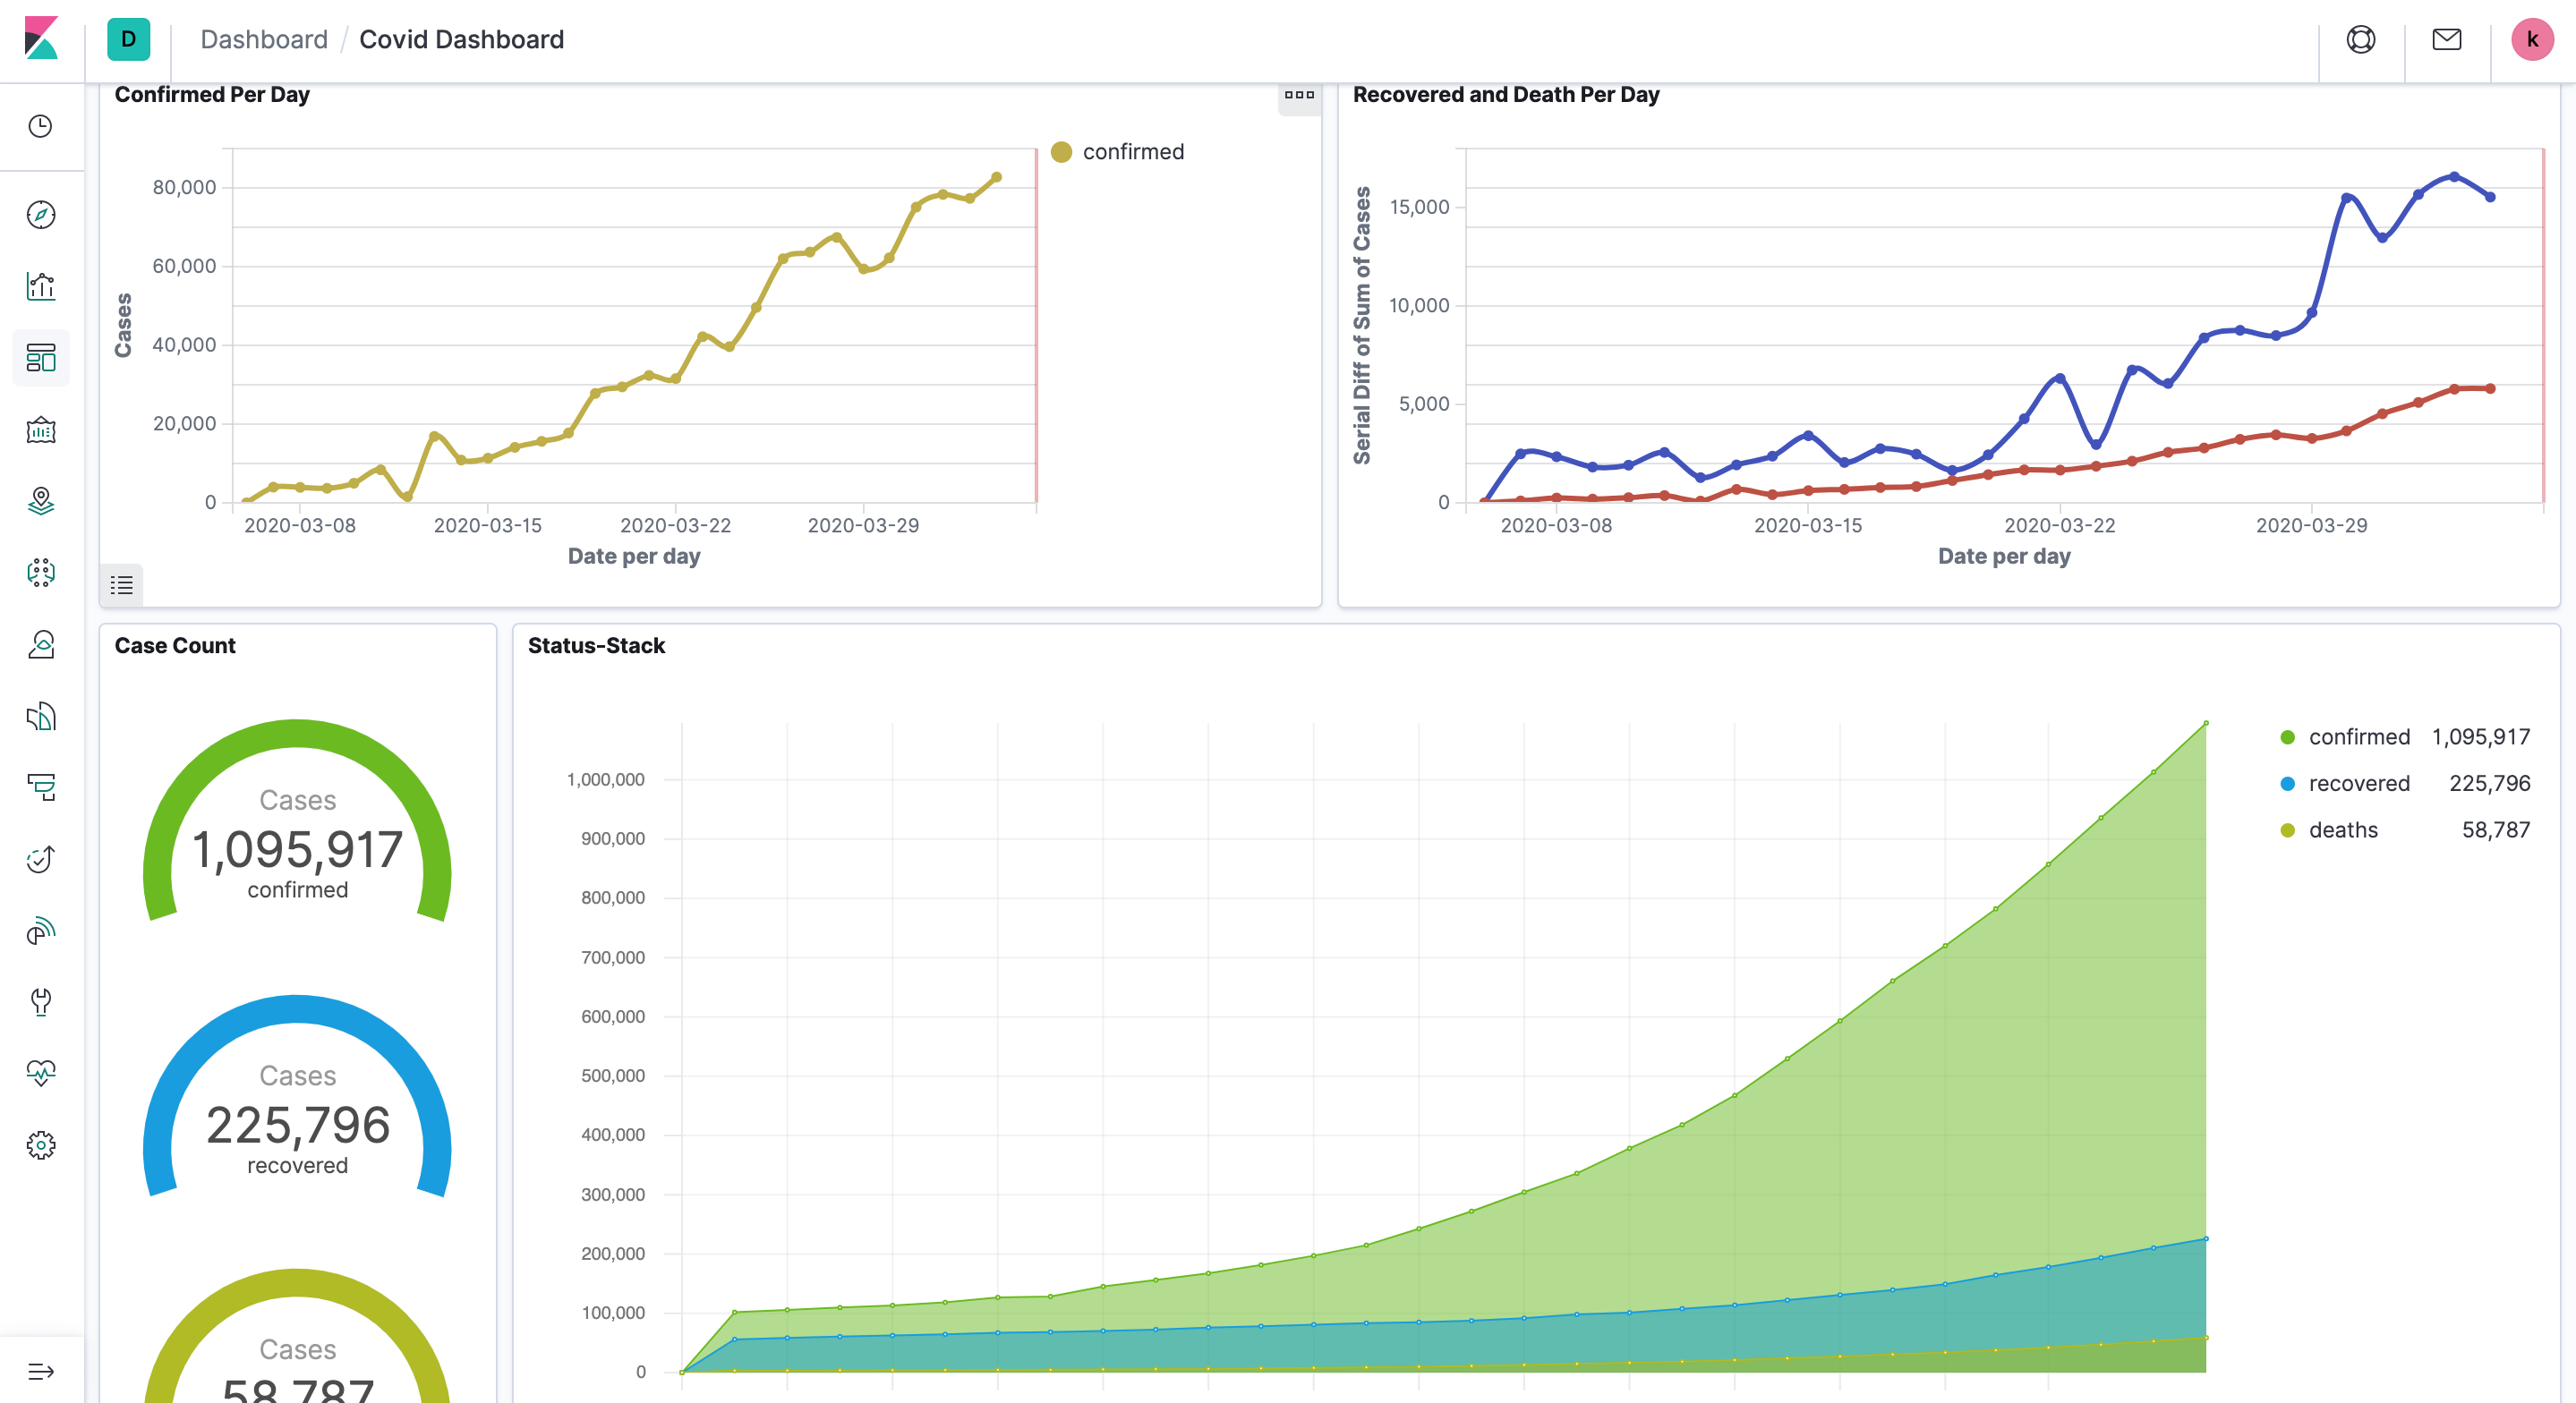 D
Dashboard / Covid Dashboard
k
Confirmed Per Day
confirmed
Cases
80,000
60,000
40,000
20,000
0
2020-03-08
2020-03-15
2020-03-22
2020-03-29
Date per day
Recovered and Death Per Day
Serial Diff of Sum of Cases
15,000
10,000
5,000
0
2020-03-08
2020-03-15
2020-03-22
2020-03-29
Date per day
Case Count
Cases
1,095,917
confirmed
Cases
225,796
recovered
Cases
58,787
Status-Stack
1,000,000
900,000
800,000
700,000
600,000
500,000
400,000
300,000
200,000
100,000
0
confirmed 1,095,917
recovered 225,796
deaths 58,787